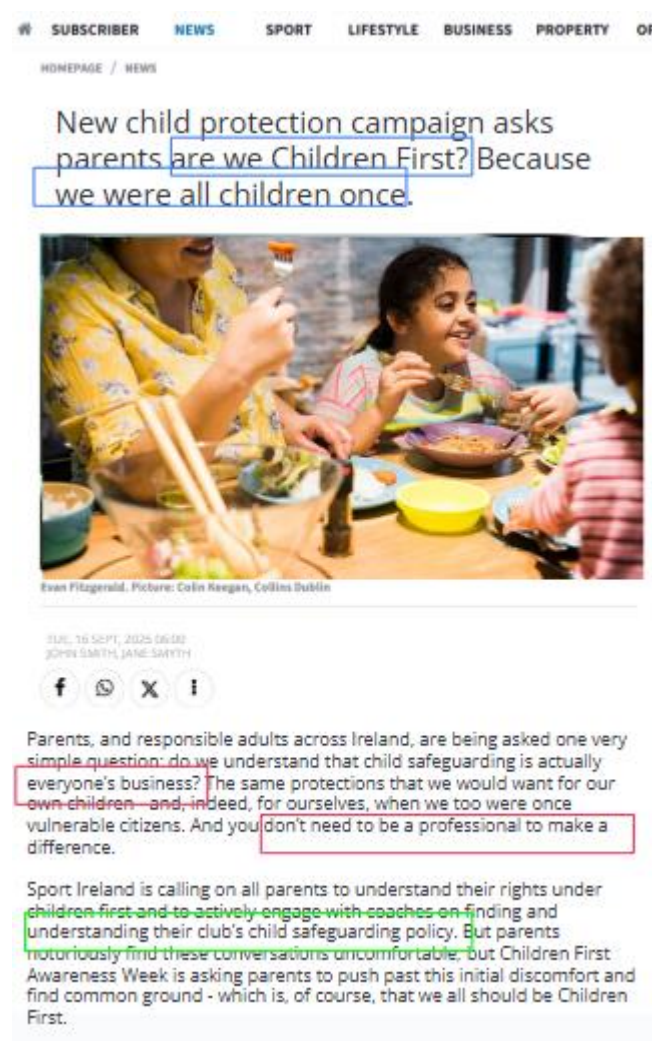 SUBSCRIBER NEWS SPORT LIFESTYLE BUSINESS PROPERTY
HOMEPAGE / NEWS
New child protection campaign asks
parents are we Children First? Because
we were all children once.
Evan Fitzgerald. Picture: Colin Keegan, Collins Dublin
TUE, 16 SEPT, 2025 06:00
JOHN SMITH, JANE SMYTH
Parents, and responsible adults across Ireland, are being asked one very
simple question: do we understand that child safeguarding is actually
everyone's business? The same protections that we would want for our
own children - and, indeed, for ourselves, when we too were once
vulnerable citizens. And you don't need to be a professional to make a
difference.
Sport Ireland is calling on all parents to understand their rights under
children first and to actively engage with coaches on finding and
understanding their club's child safeguarding policy. But parents
notoriously find these conversations uncomfortable, but Children First
Awareness Week is asking parents to push past this initial discomfort and
find common ground - which is, of course, that we all should be Children
First.